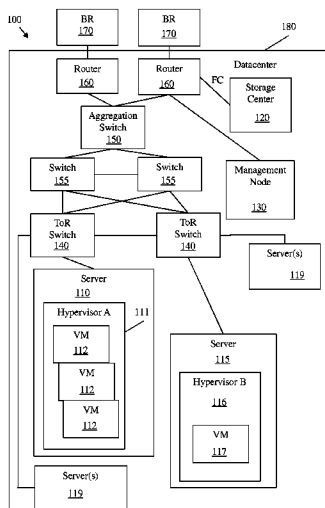 100
BR
170
BR
170
180
Datacenter
Router
160
Router
160
FC
Storage
Center
120
Aggregation
Switch
150
Switch
155
Switch
155
Management
Node
130
ToR
Switch
140
ToR
Switch
140
Server(s)
119
Server
110
Hypervisor A
111
VM
112
VM
112
VM
112
Server
115
Hypervisor B
116
VM
117
Server(s)
119